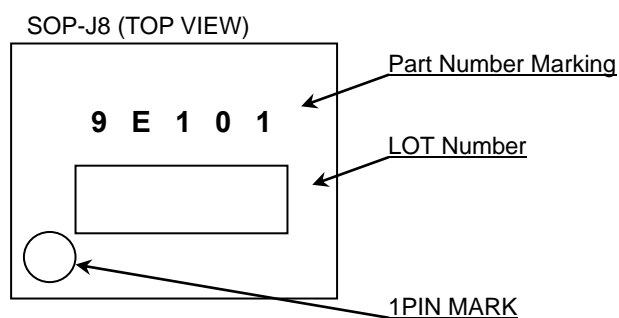 SOP-J8 (TOP VIEW)
Part Number Marking
9 E 1 0 1
LOT Number
1PIN MARK